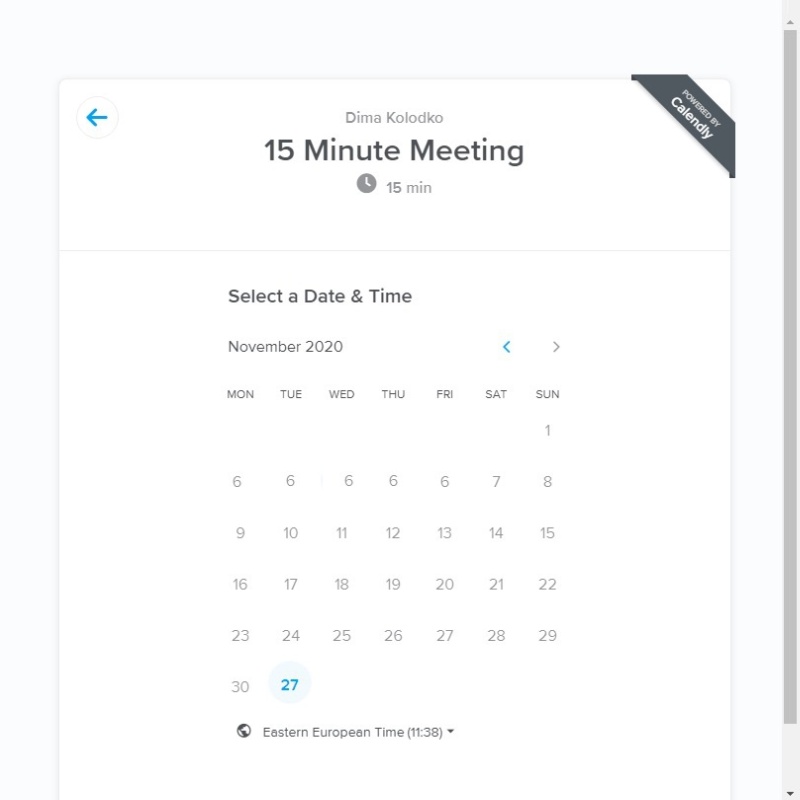 POWERED BY
Calendly
Dima Kolodko
15 Minute Meeting
15 min
Select a Date & Time
November 2020
MON TUE WED THU FRI SAT SUN
1
6 6 6 6 6 7 8
9 10 11 12 13 14 15
16 17 18 19 20 21 22
23 24 25 26 27 28 29
30 27
Eastern European Time (11:38)